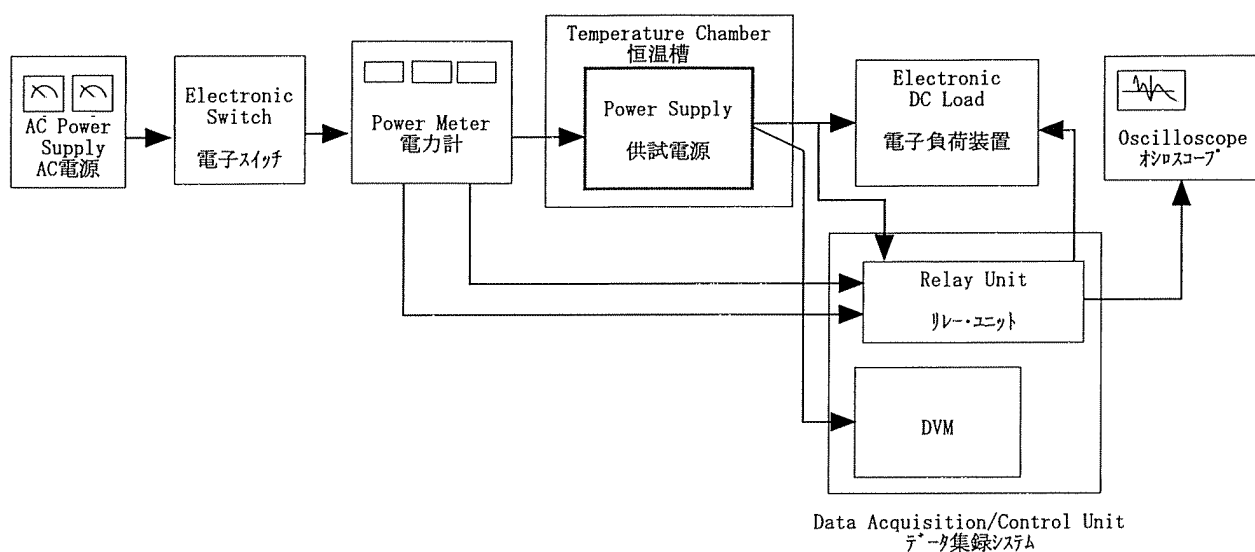 AC Power
Supply
AC電源
Electronic
Switch
電子スイッチ
Power Meter
電力計
Temperature Chamber
恒温槽
Power Supply
供試電源
Electronic
DC Load
電子負荷装置
Oscilloscope
オシロスコープ
Relay Unit
リレー・ユニット
DVM
Data Acquisition/Control Unit
データ集録システム